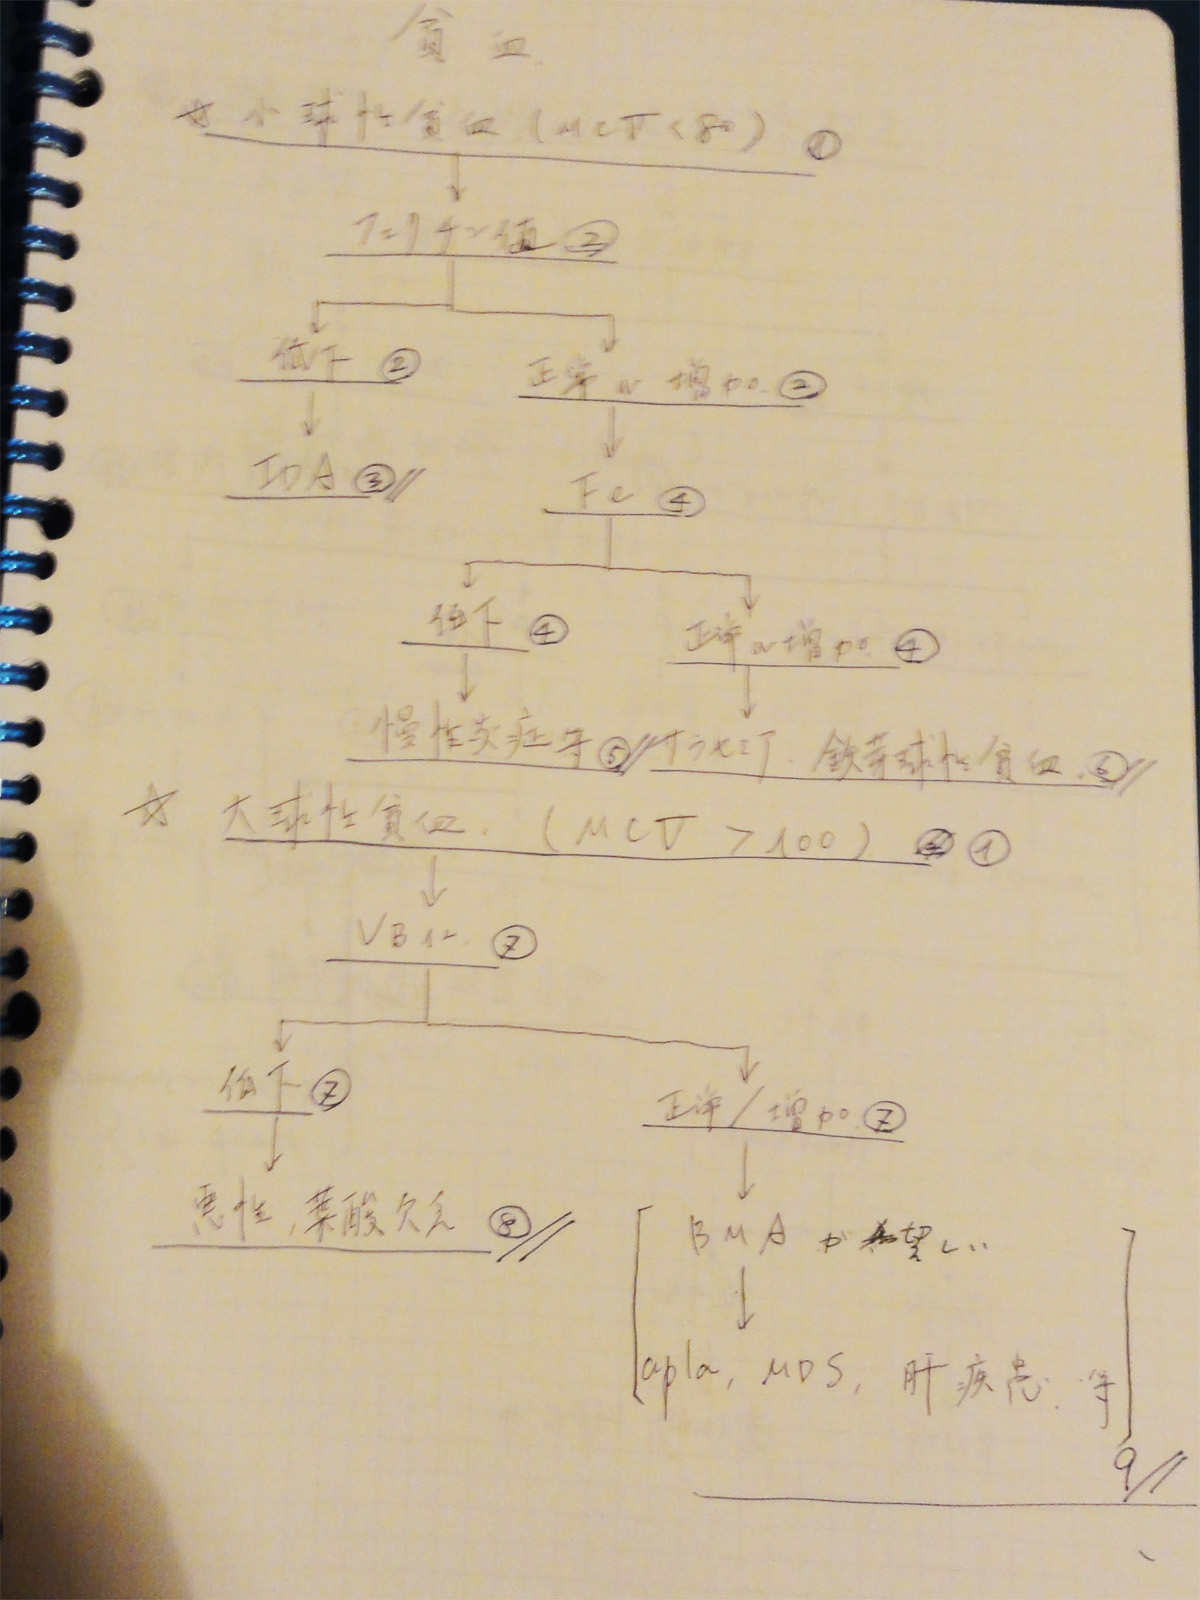 貧血
☆小球性貧血 (MCV<80) ①
フェリチン値 ②
低下 ② 正常 or 増加 ②
IDA ③
Fe ④
低下 ④ 正常 or 増加 ④
慢性炎症等 ⑤ サラセミア、鉄芽球性貧血 ⑥
☆大球性貧血 (MCV > 100) ①
VB12 ⑦
低下 ⑦ 正常/増加 ⑦
悪性、葉酸欠乏 ⑧
BMA が 望しい
apla, MDS, 肝疾患 等
9